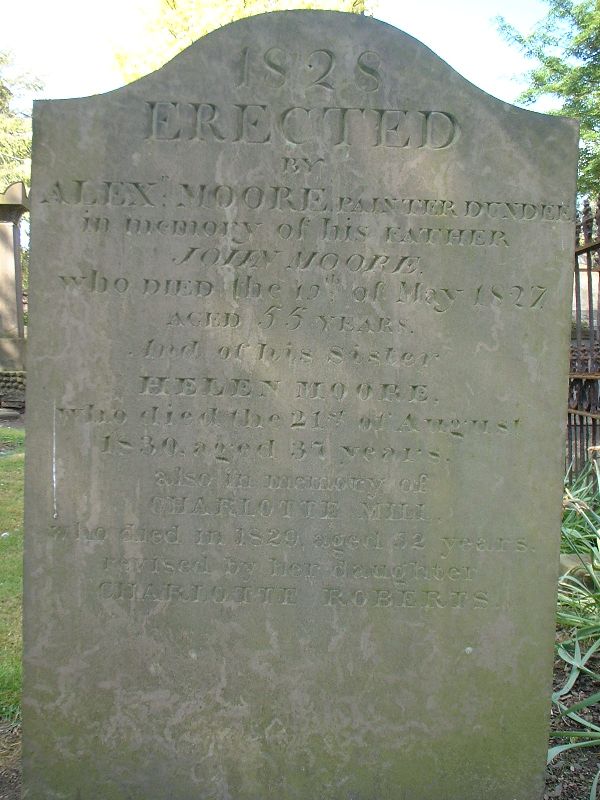 1828
ERECTED
BY
ALEXR. MOORE PAINTER DUNDEE
in memory of his FATHER
JOHN MOORE,
who DIED the 19th of May 1827
AGED 55 YEARS.
And of his Sister
HELEN MOORE,
who died the 21st of August
1830, aged 37 years.
also in memory of
CHARLOTTE MILL,
who died in 1829 aged 52 years.
revised by her daughter
CHARLOTTE ROBERTS.